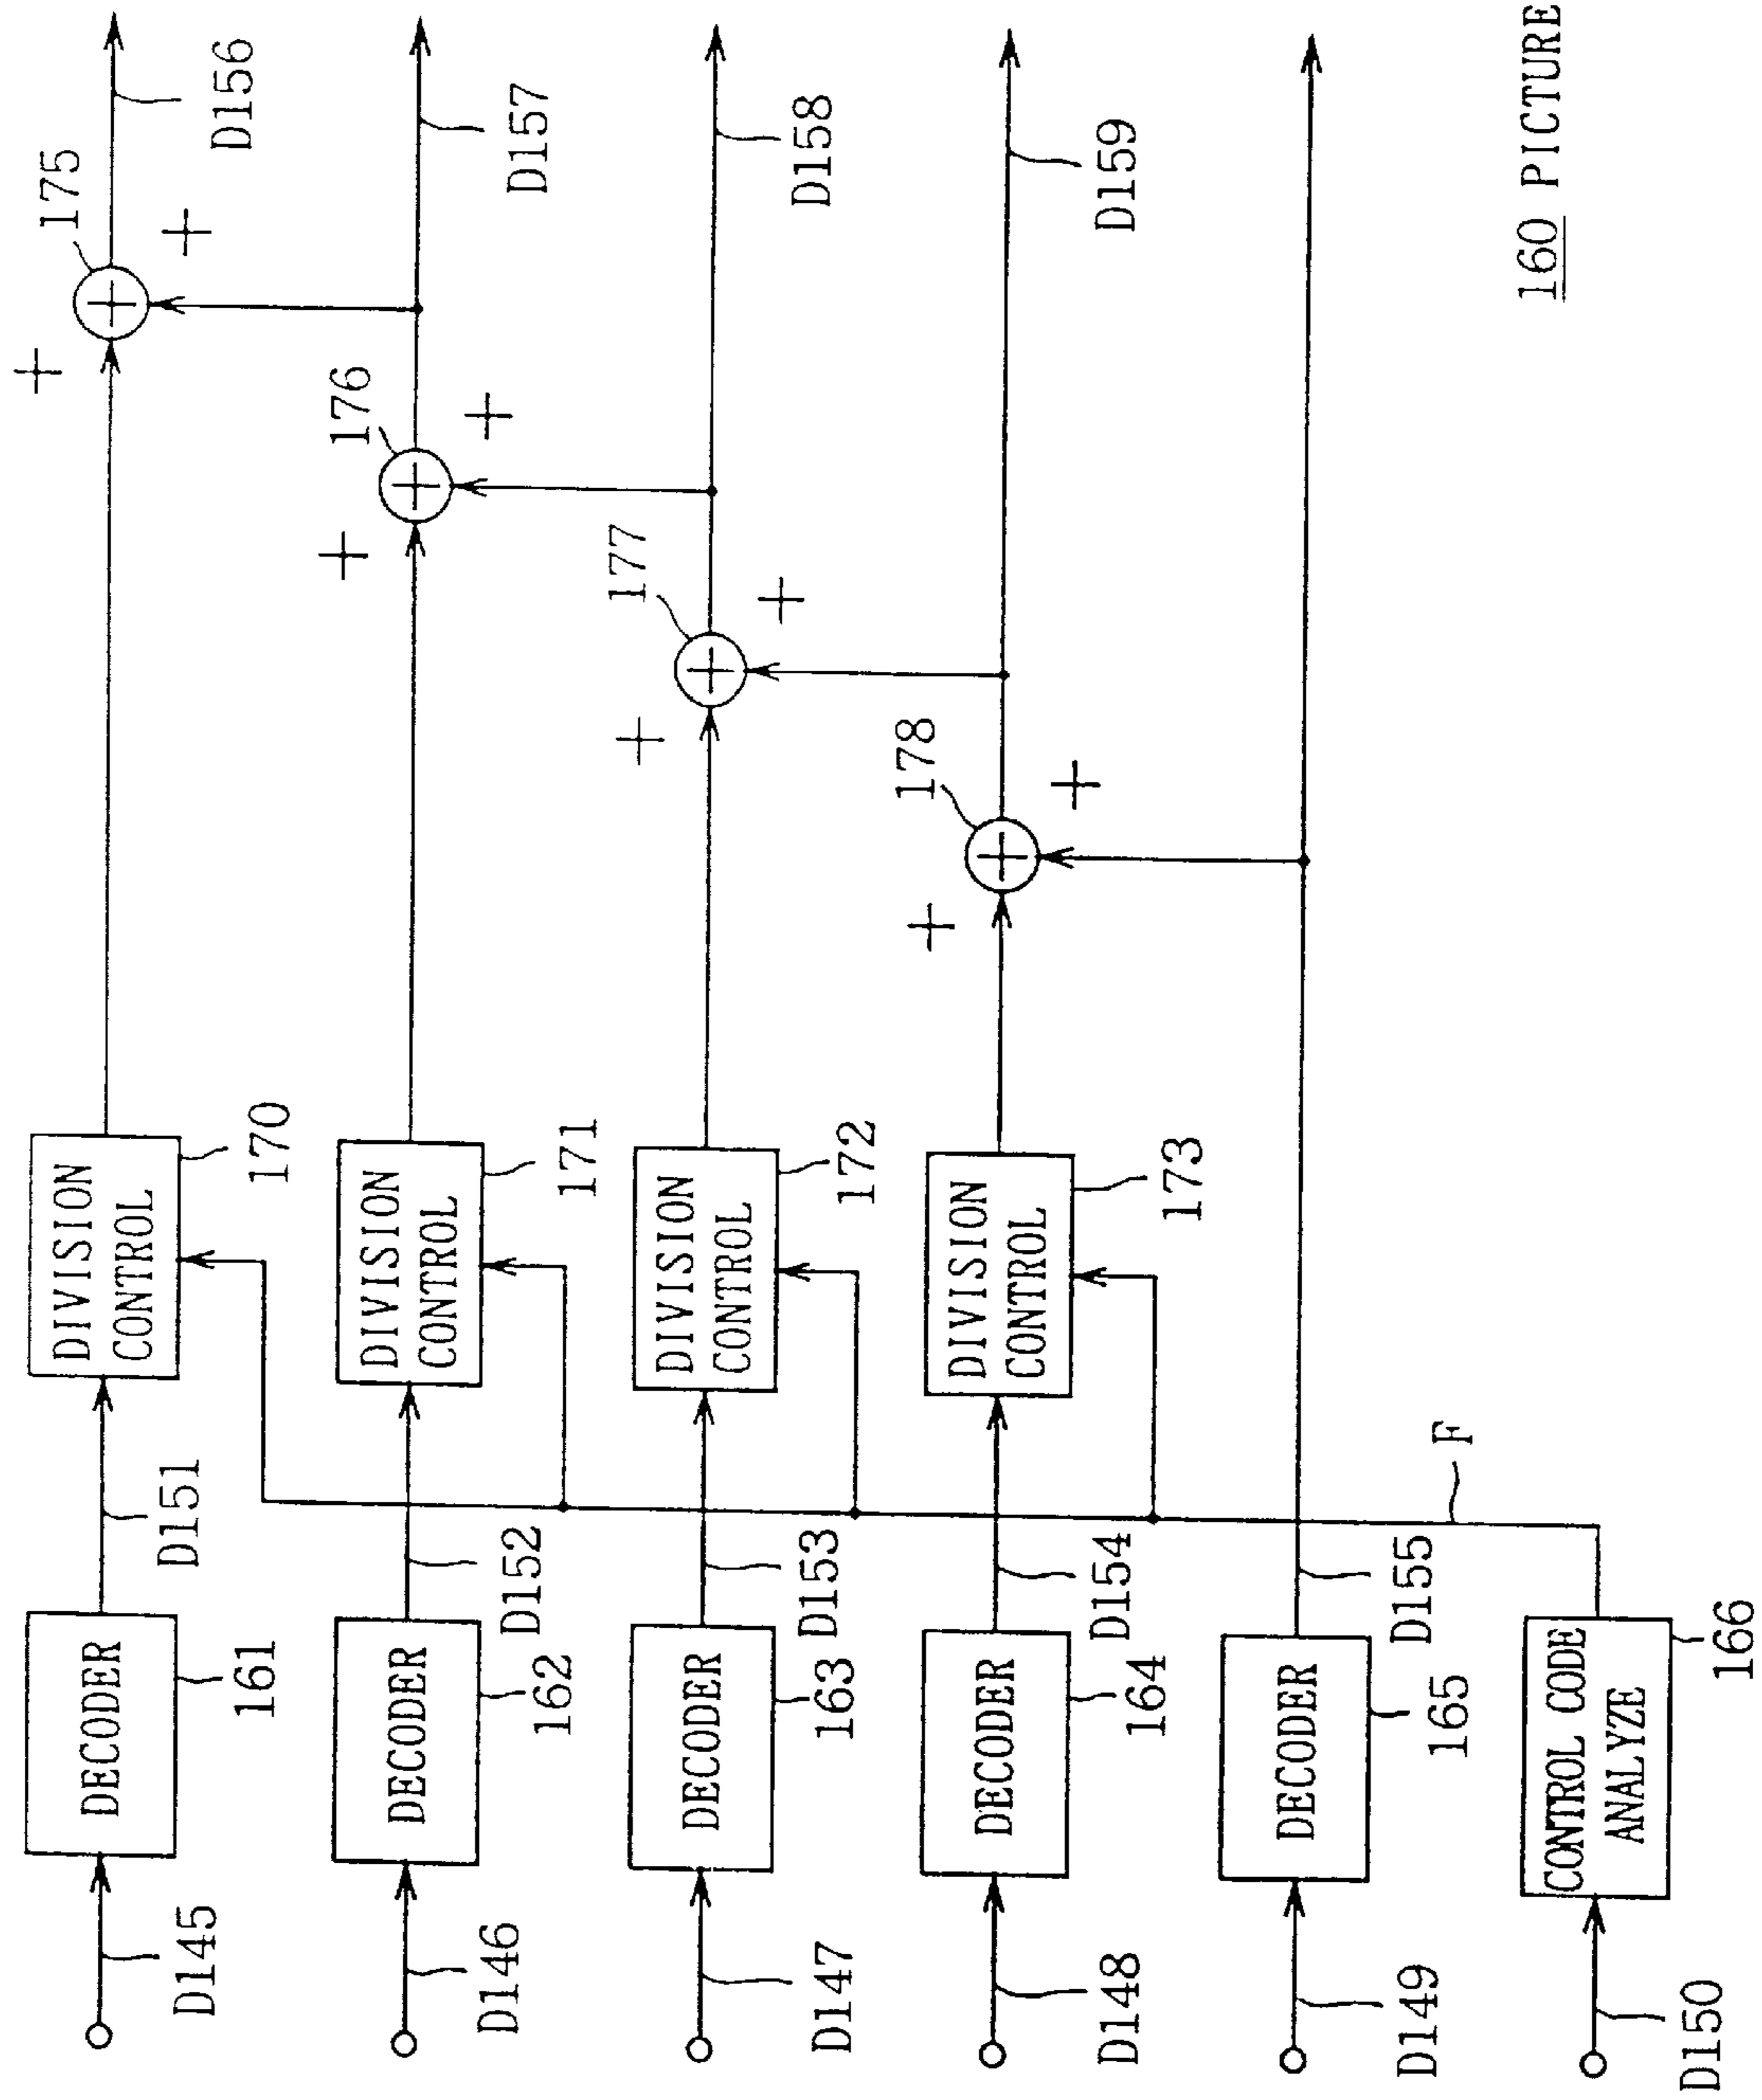 D145
DECODER
161
D151
DIVISION
CONTROL
170
+
+
175
D156
D146
DECODER
162
D152
DIVISION
CONTROL
171
+
+
176
D157
D147
DECODER
163
D153
DIVISION
CONTROL
172
+
+
177
D158
D148
DECODER
164
D154
DIVISION
CONTROL
173
+
+
178
D159
D149
DECODER
165
D155
D150
CONTROL CODE
ANALYZE
166
F
160 PICTURE